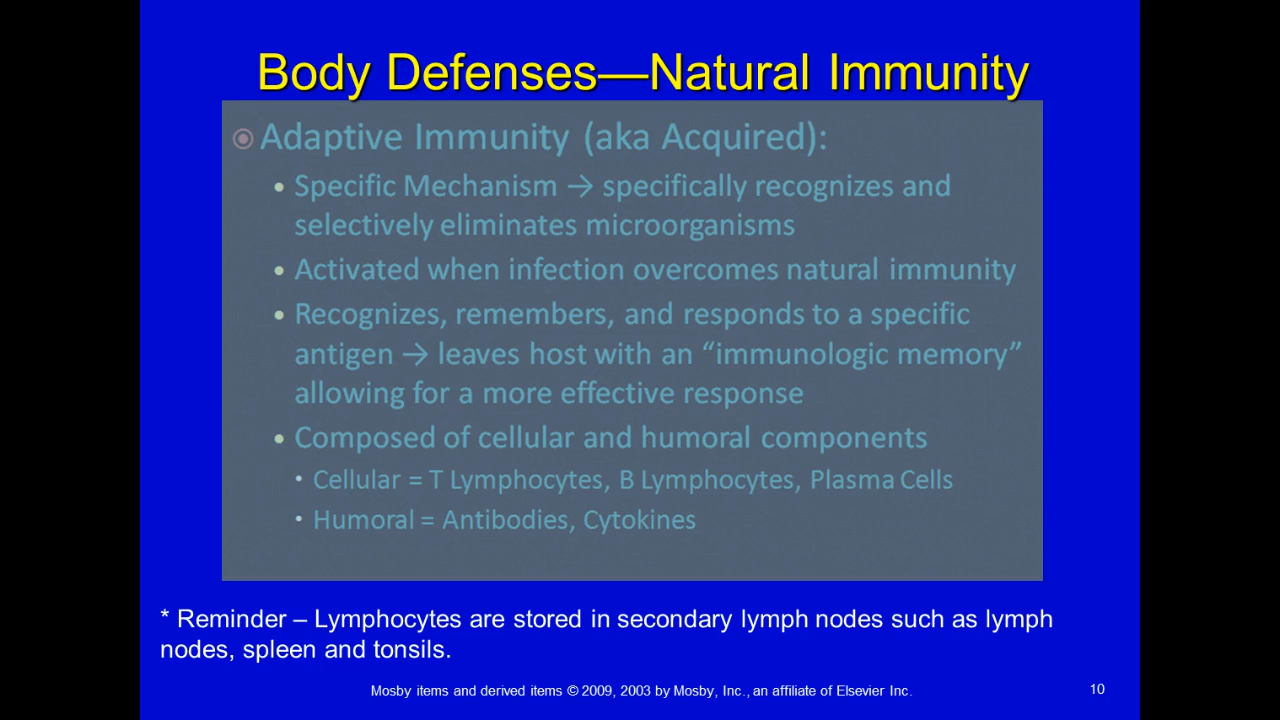 Body Defenses—Natural Immunity
Adaptive Immunity (aka Acquired):
• Specific Mechanism → specifically recognizes and
selectively eliminates microorganisms
• Activated when infection overcomes natural immunity
• Recognizes, remembers, and responds to a specific
antigen → leaves host with an “immunologic memory”
allowing for a more effective response
• Composed of cellular and humoral components
• Cellular = T Lymphocytes, B Lymphocytes, Plasma Cells
• Humoral = Antibodies, Cytokines
* Reminder – Lymphocytes are stored in secondary lymph nodes such as lymph
nodes, spleen and tonsils.
Mosby items and derived items © 2009, 2003 by Mosby, Inc., an affiliate of Elsevier Inc.
10